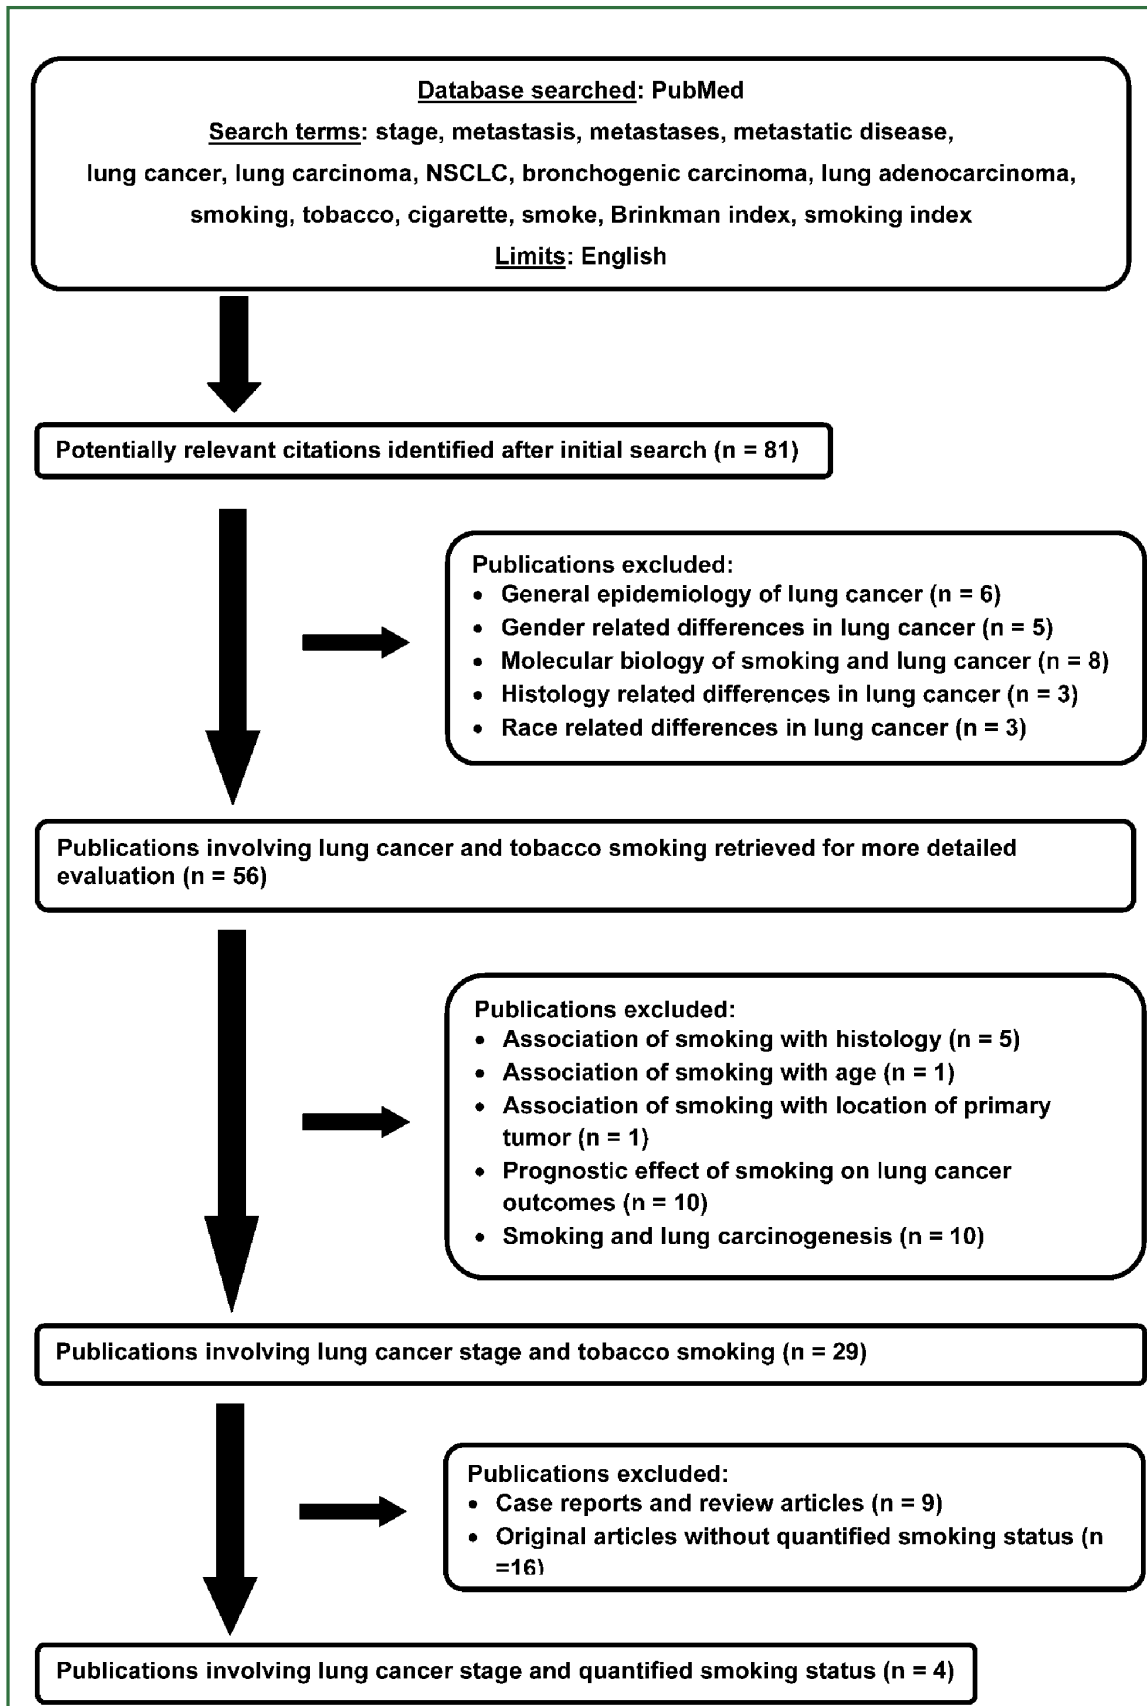 Database searched: PubMed
Search terms: stage, metastasis, metastases, metastatic disease,
lung cancer, lung carcinoma, NSCLC, bronchogenic carcinoma, lung adenocarcinoma,
smoking, tobacco, cigarette, smoke, Brinkman index, smoking index
Limits: English
Potentially relevant citations identified after initial search (n = 81)
Publications excluded:
• General epidemiology of lung cancer (n = 6)
• Gender related differences in lung cancer (n = 5)
• Molecular biology of smoking and lung cancer (n = 8)
• Histology related differences in lung cancer (n = 3)
• Race related differences in lung cancer (n = 3)
Publications involving lung cancer and tobacco smoking retrieved for more detailed
evaluation (n = 56)
Publications excluded:
• Association of smoking with histology (n = 5)
• Association of smoking with age (n = 1)
• Association of smoking with location of primary
tumor (n = 1)
• Prognostic effect of smoking on lung cancer
outcomes (n = 10)
• Smoking and lung carcinogenesis (n = 10)
Publications involving lung cancer stage and tobacco smoking (n = 29)
Publications excluded:
• Case reports and review articles (n = 9)
• Original articles without quantified smoking status (n
=16)
Publications involving lung cancer stage and quantified smoking status (n = 4)